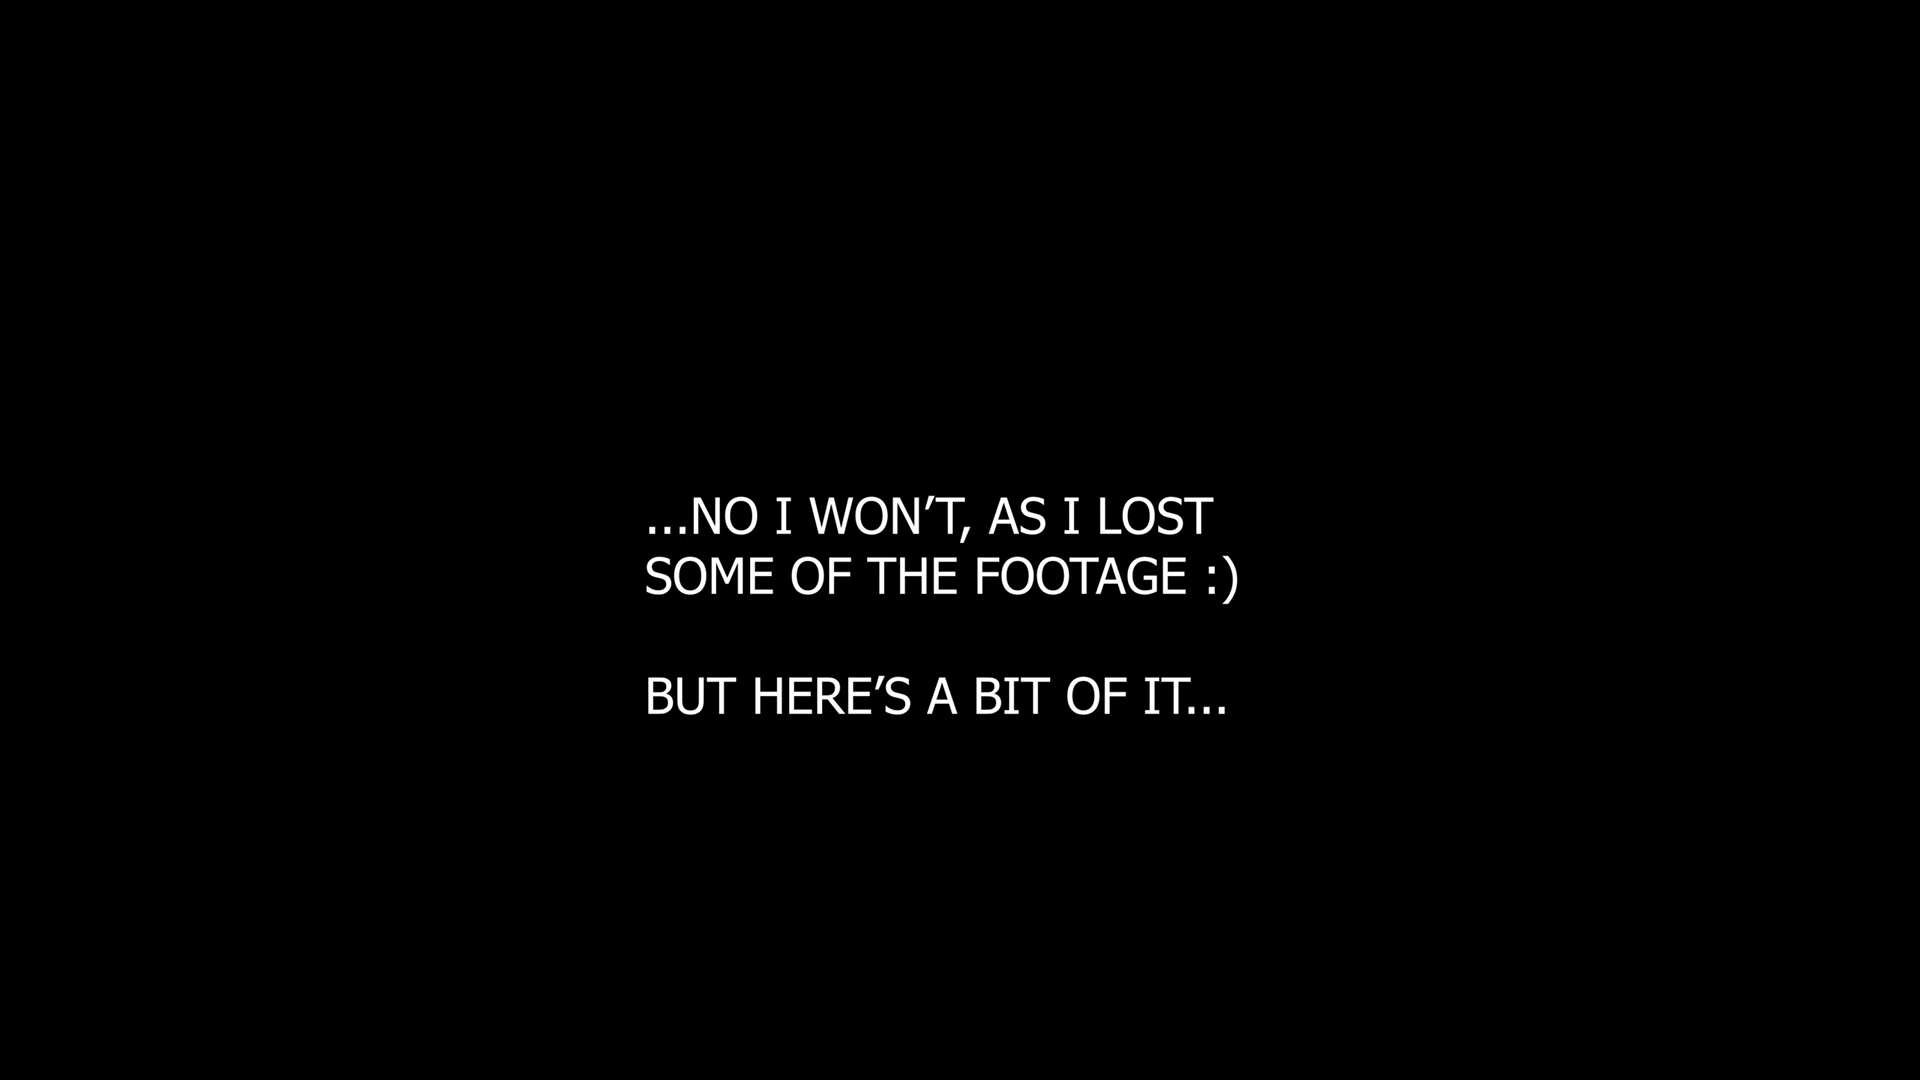 ...NO I WON’T, AS I LOST
SOME OF THE FOOTAGE :)
BUT HERE’S A BIT OF IT...